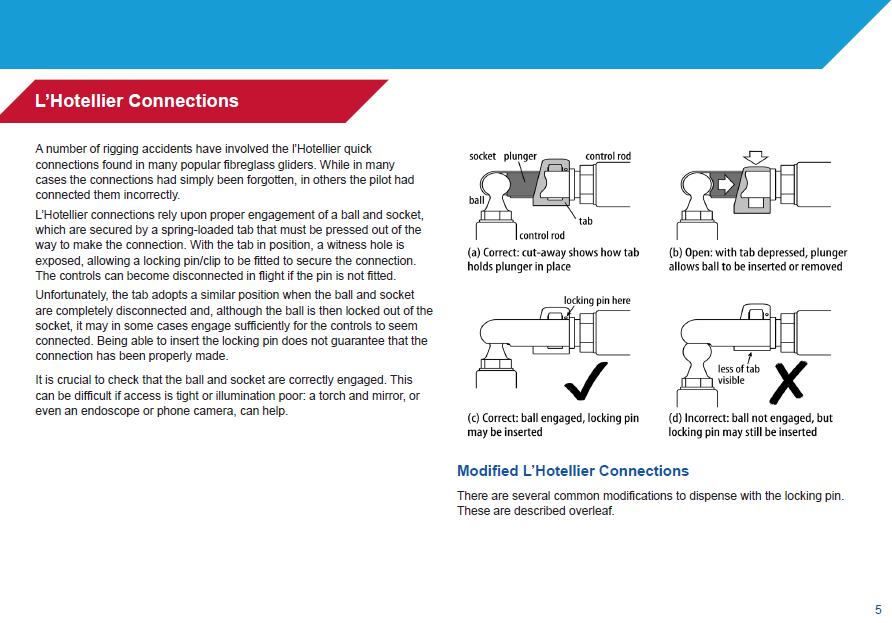 L’Hotellier Connections
A number of rigging accidents have involved the l’Hotellier quick
connections found in many popular fibreglass gliders. While in many
cases the connections had simply been forgotten, in others the pilot had
connected them incorrectly.
L’Hotellier connections rely upon proper engagement of a ball and socket,
which are secured by a spring-loaded tab that must be pressed out of the
way to make the connection. With the tab in position, a witness hole is
exposed, allowing a locking pin/clip to be fitted to secure the connection.
The controls can become disconnected in flight if the pin is not fitted.
Unfortunately, the tab adopts a similar position when the ball and socket
are completely disconnected and, although the ball is then locked out of the
socket, it may in some cases engage sufficiently for the controls to seem
connected. Being able to insert the locking pin does not guarantee that the
connection has been properly made.
It is crucial to check that the ball and socket are correctly engaged. This
can be difficult if access is tight or illumination poor: a torch and mirror, or
even an endoscope or phone camera, can help.
socket plunger control rod
ball
tab
control rod
(a) Correct: cut-away shows how tab
holds plunger in place
(b) Open: with tab depressed, plunger
allows ball to be inserted or removed
locking pin here
less of tab
visible
(c) Correct: ball engaged, locking pin
may be inserted
(d) Incorrect: ball not engaged, but
locking pin may still be inserted
Modified L’Hotellier Connections
There are several common modifications to dispense with the locking pin.
These are described overleaf.
5